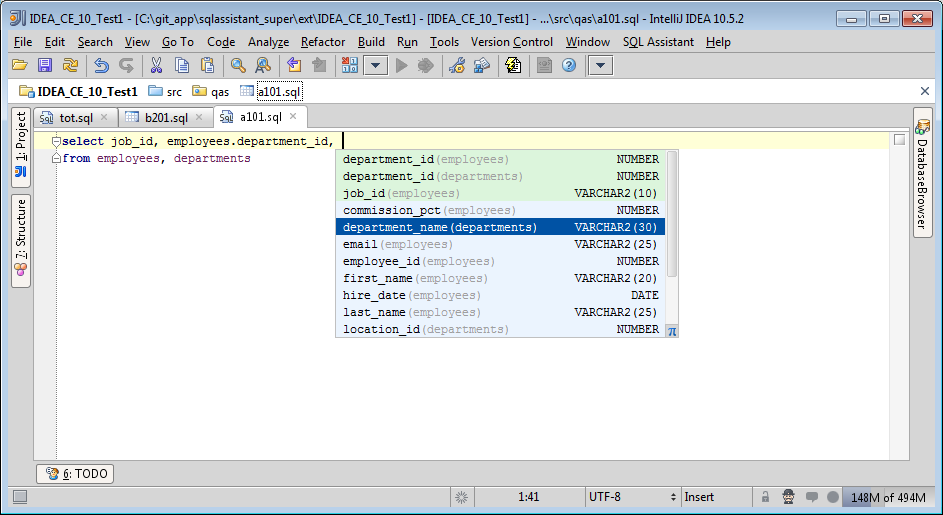 IDEA_CE_10_Test1 - [C:\git_app\sqlassistant_super\ext\IDEA_CE_10_Test1] - [IDEA_CE_10_Test1] - ...\src\qas\a101.sql - IntelliJ IDEA 10.5.2
File Edit Search View Go To Code Analyze Refactor Build Run Tools Version Control Window SQL Assistant Help
IDEA_CE_10_Test1 src qas a101.sql
1: Project
7: Structure
tot.sql b201.sql a101.sql
select job_id, employees.department_id,
from employees, departments
department_id(employees) NUMBER
department_id(departments) NUMBER
job_id(employees) VARCHAR2(10)
commission_pct(employees) NUMBER
department_name(departments) VARCHAR2(30)
email(employees) VARCHAR2(25)
employee_id(employees) NUMBER
first_name(employees) VARCHAR2(20)
hire_date(employees) DATE
last_name(employees) VARCHAR2(25)
location_id(departments) NUMBER
π
DatabaseBrowser
6: TODO
1:41 UTF-8 Insert 148M of 494M